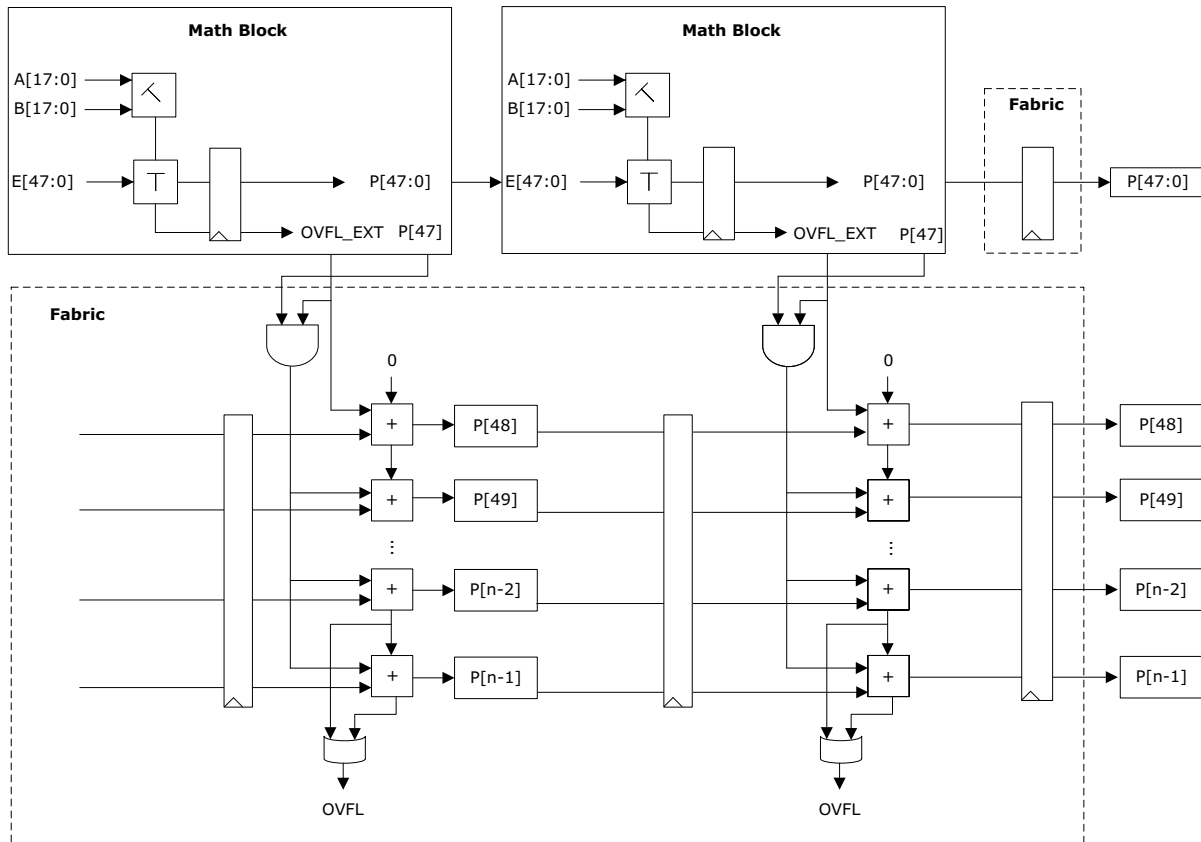 Math Block
Math Block
A[17:0]
B[17:0]
A[17:0]
B[17:0]
Fabric
E[47:0]
P[47:0]
E[47:0]
P[47:0]
P[47:0]
OVFL_EXT P[47]
OVFL_EXT P[47]
Fabric
0
0
+
P[48]
+
P[48]
+
P[49]
+
P[49]
...
...
+
P[n-2]
+
P[n-2]
+
P[n-1]
+
P[n-1]
OVFL
OVFL